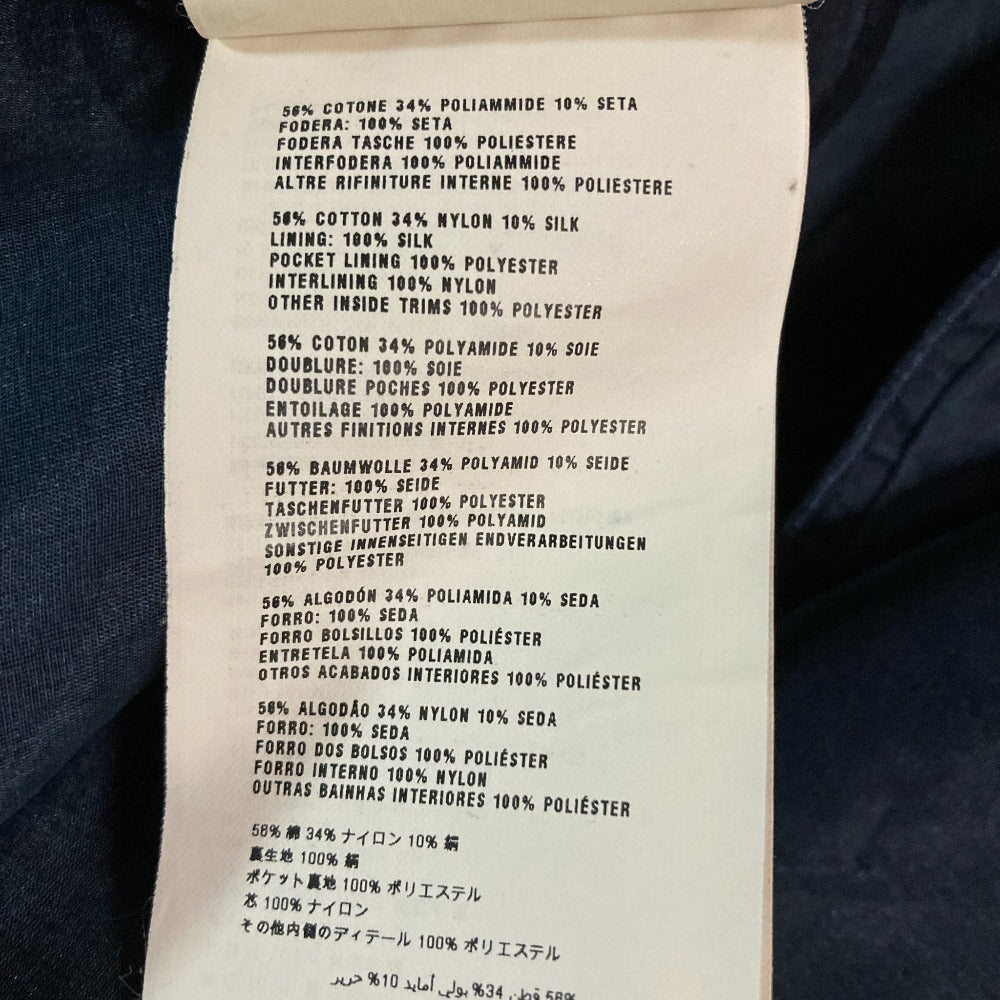 56% COTONE 34% POLIAMMIDE 10% SETA
FODERA: 100% SETA
FODERA TASCHE 100% POLIESTERE
INTERFODERA 100% POLIAMMIDE
ALTRE RIFINITURE INTERNE 100% POLIESTERE
56% COTTON 34% NYLON 10% SILK
LINING: 100% SILK
POCKET LINING 100% POLYESTER
INTERLINING 100% NYLON
OTHER INSIDE TRIMS 100% POLYESTER
56% COTON 34% POLYAMIDE 10% SOIE
DOUBLURE: 100% SOIE
DOUBLURE POCHES 100% POLYESTER
ENTOILAGE 100% POLYAMIDE
AUTRES FINITIONS INTERNES 100% POLYESTER
56% BAUMWOLLE 34% POLYAMID 10% SEIDE
FUTTER: 100% SEIDE
TASCHENFUTTER 100% POLYESTER
ZWISCHENFUTTER 100% POLYAMID
SONSTIGE INNENSEITIGEN ENDVERARBEITUNGEN
100% POLYESTER
56% ALGODÓN 34% POLIAMIDA 10% SEDA
FORRO: 100% SEDA
FORRO BOLSILLOS 100% POLIÉSTER
ENTRETELA 100% POLIAMIDA
OTROS ACABADOS INTERIORES 100% POLIÉSTER
56% ALGODÃO 34% NYLON 10% SEDA
FORRO: 100% SEDA
FORRO DOS BOLSOS 100% POLIÉSTER
FORRO INTERNO 100% NYLON
OUTRAS BAINHAS INTERIORES 100% POLIÉSTER
56% 綿 34% ナイロン 10% 絹
裏生地 100% 絹
ポケット裏地 100% ポリエステル
芯 100% ナイロン
その他内側のディテール 100% ポリエステル
56% قطن 34% بولي أمايد 10% حرير